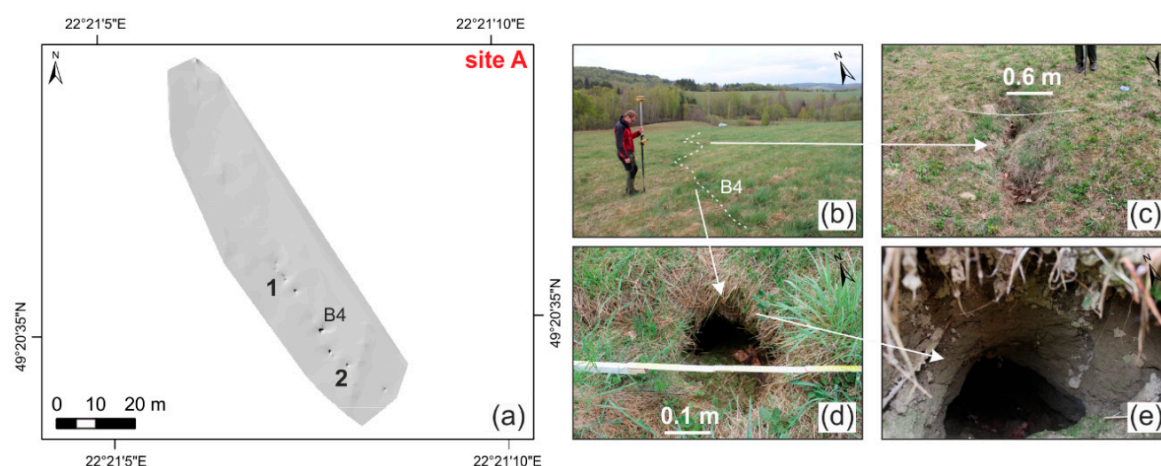 22°21'5"E
22°21'10"E
N
site A
49°20'35"N
49°20'35"N
1
B4
2
0 10 20 m
(a)
22°21'5"E
22°21'10"E
N
B4
(b)
N
0.6 m
(c)
N
0.1 m
(d)
N
(e)